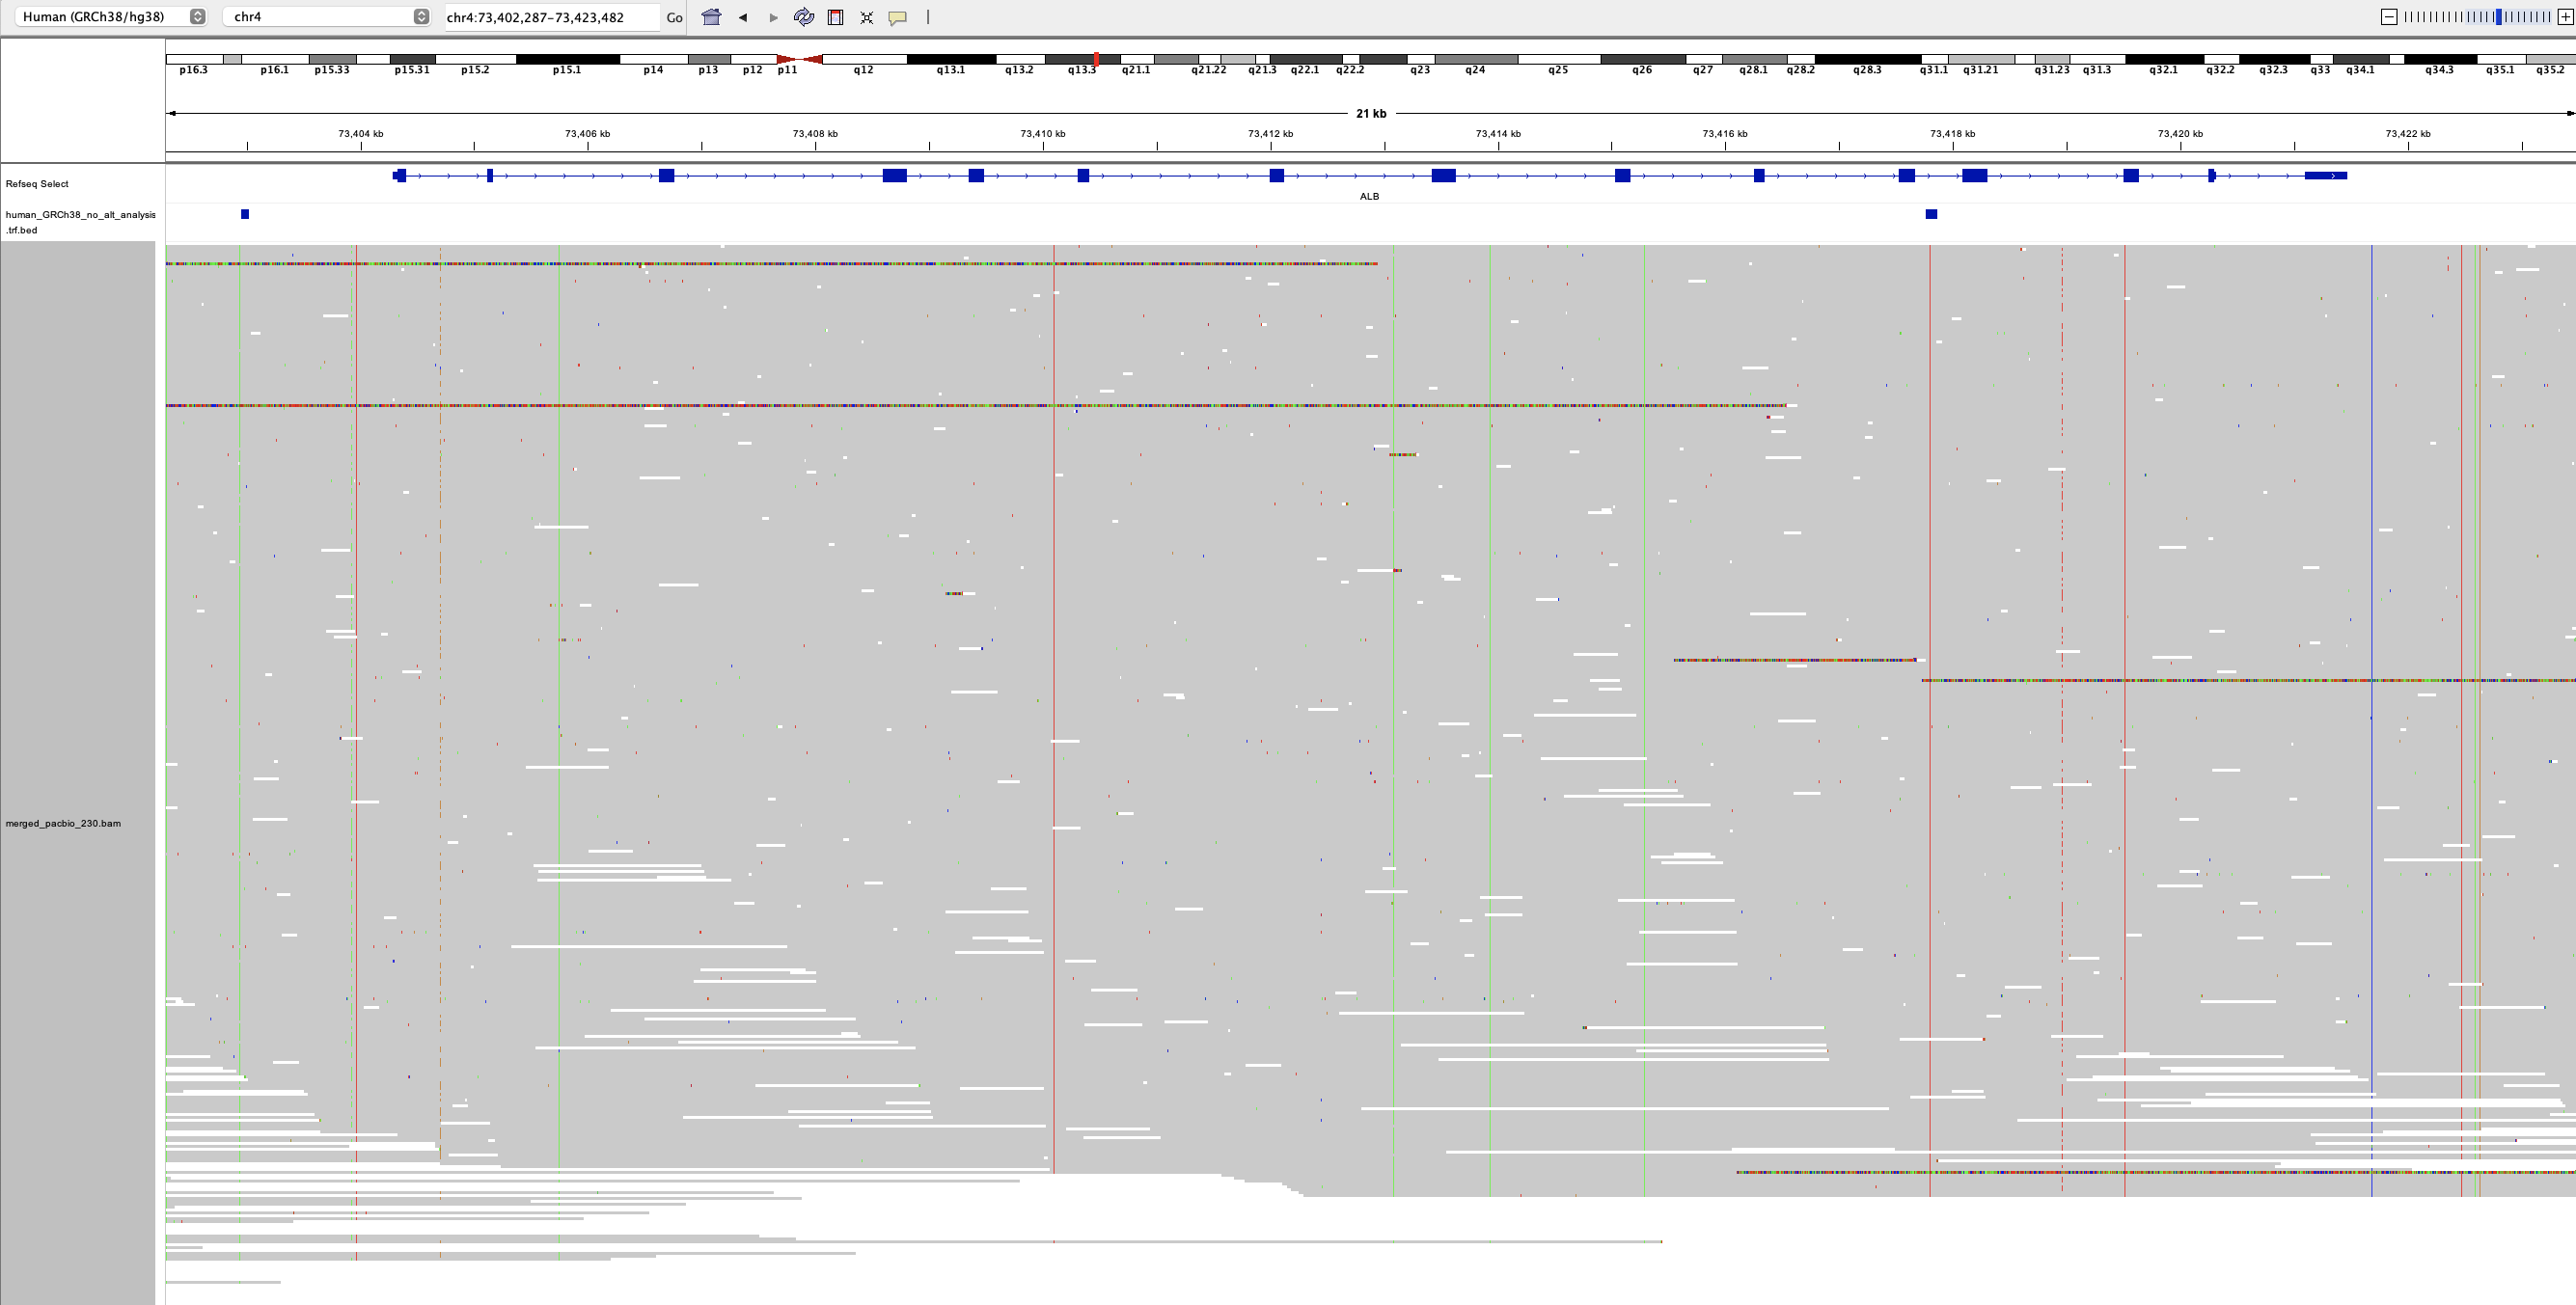 Human (GRCh38/hg38) chr4 chr4:73,402,287-73,423,482 Go
p16.3 p16.1 p15.33 p15.31 p15.2 p15.1 p14 p13 p12 p11 q12 q13.1 q13.2 q13.3 q21.1 q21.22 q21.3 q22.1 q22.2 q23 q24 q25 q26 q27 q28.1 q28.2 q28.3 q31.1 q31.21 q31.23 q31.3 q32.1 q32.2 q32.3 q33 q34.1 q34.3 q35.1 q35.2
21 kb
73,404 kb 73,406 kb 73,408 kb 73,410 kb 73,412 kb 73,414 kb 73,416 kb 73,418 kb 73,420 kb 73,422 kb
Refseq Select
ALB
human_GRCh38_no_alt_analysis
.trf.bed
merged_pacbio_230.bam